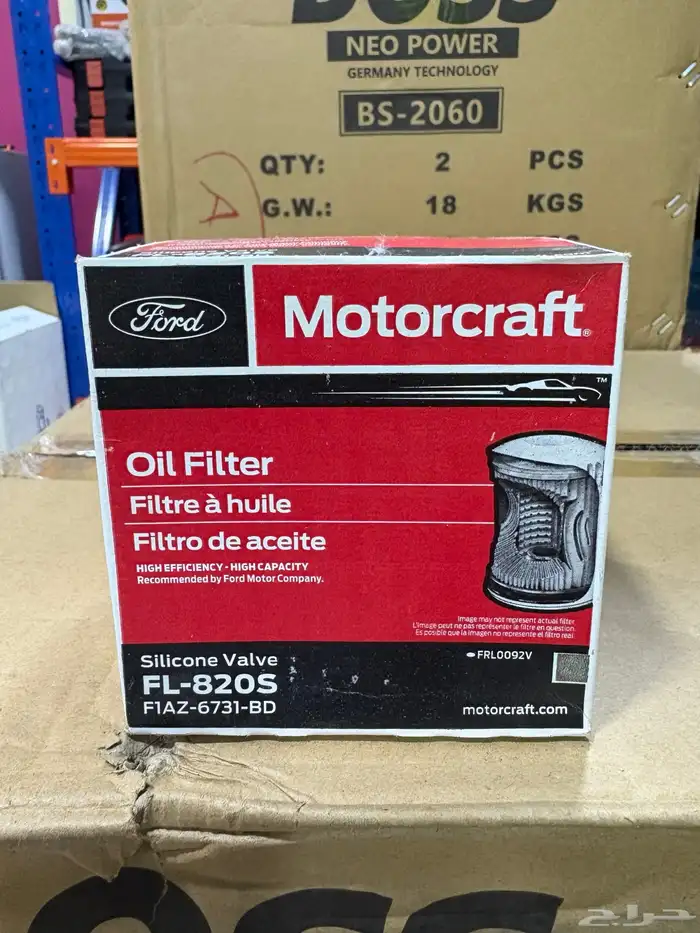 BOSS
NEO POWER
GERMANY TECHNOLOGY
BS-2060
QTY: 2 PCS
G.W.: 18 KGS
Ford
Motorcraft®
™
Oil Filter
Filtre à huile
Filtro de aceite
HIGH EFFICIENCY - HIGH CAPACITY
Recommended by Ford Motor Company.
Image may not represent actual filter.
L'image peut ne pas représenter le filtre en question.
Es posible que la imagen no represente el filtro real.
Silicone Valve
FL-820S
F1AZ-6731-BD
FRL0092V
motorcraft.com
حراج